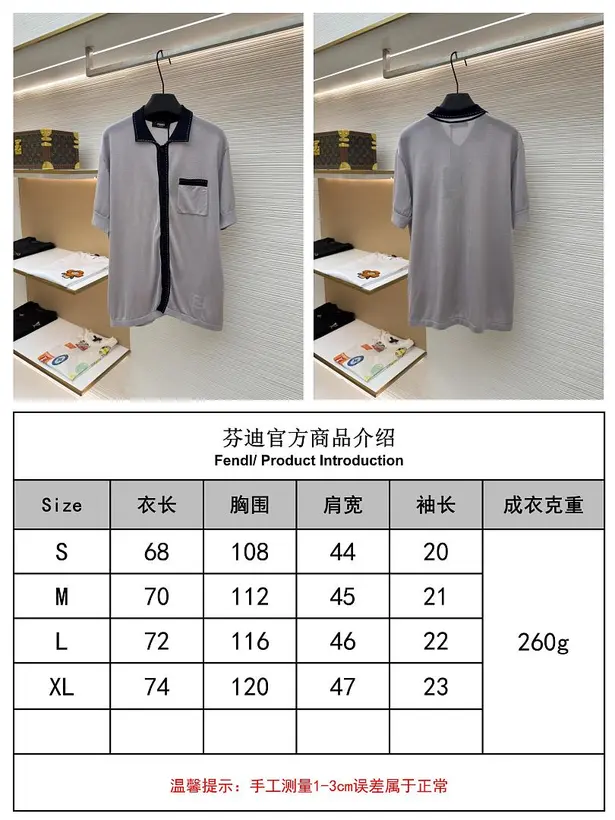 芬迪官方商品介绍
Fendl/ Product Introduction
Size 衣长 胸围 肩宽 袖长 成衣克重
S 68 108 44 20
M 70 112 45 21
L 72 116 46 22
XL 74 120 47 23
260g
温馨提示: 手工测量1-3cm误差属于正常